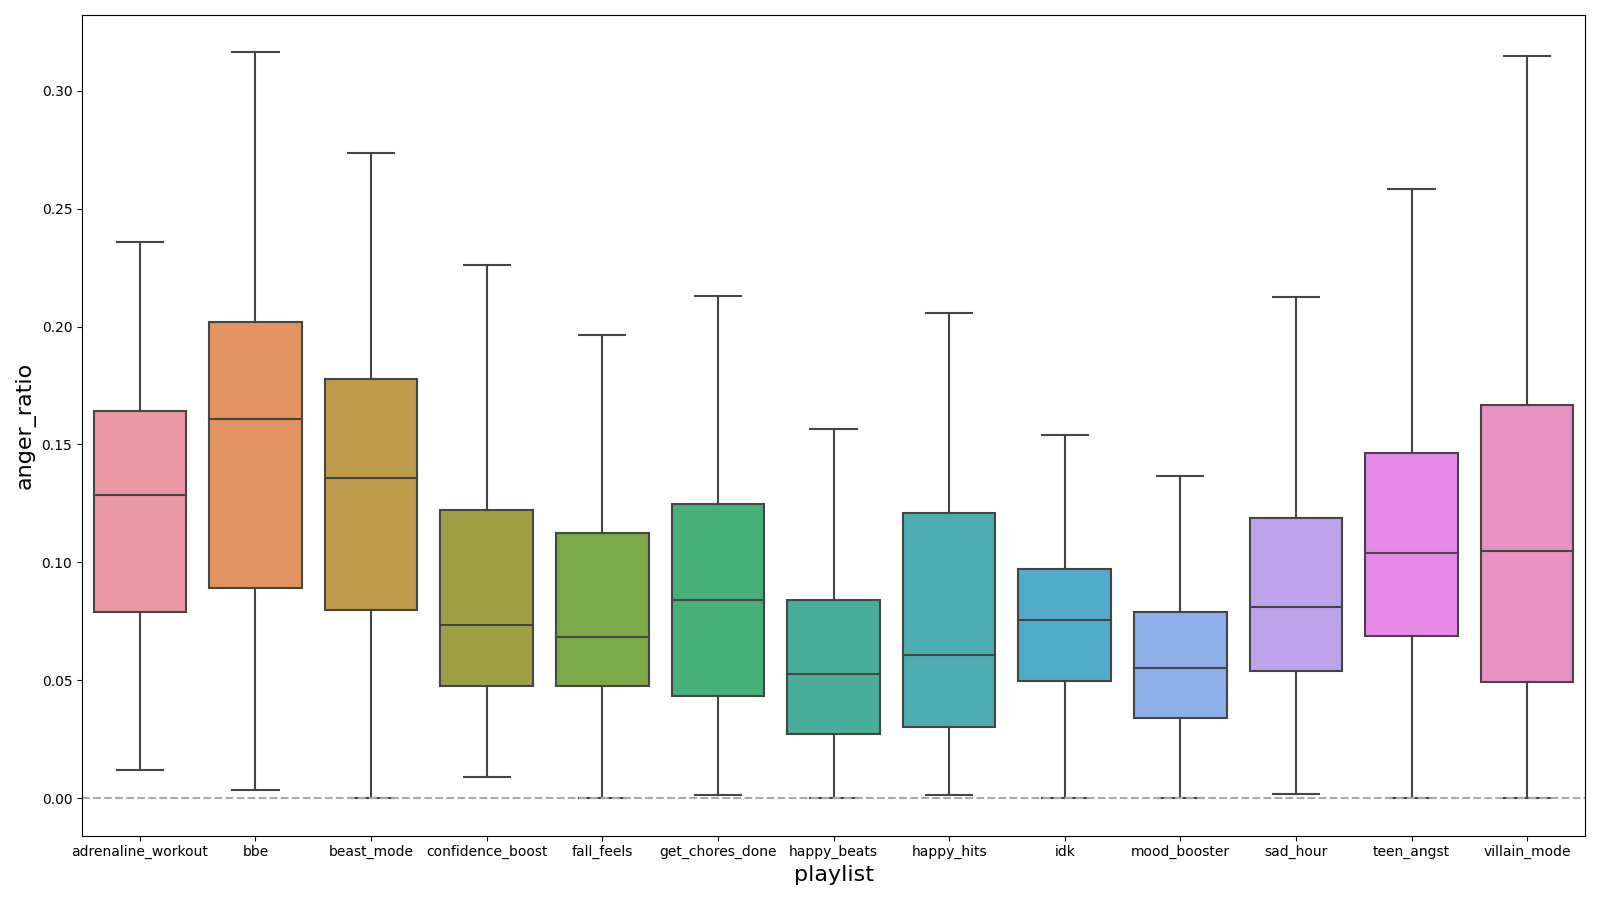 anger_ratio
0.30
0.25
0.20
0.15
0.10
0.05
0.00
adrenaline_workout bbe beast_mode confidence_boost fall_feels get_chores_done happy_beats happy_hits idk mood_booster sad_hour teen_angst villain_mode
playlist